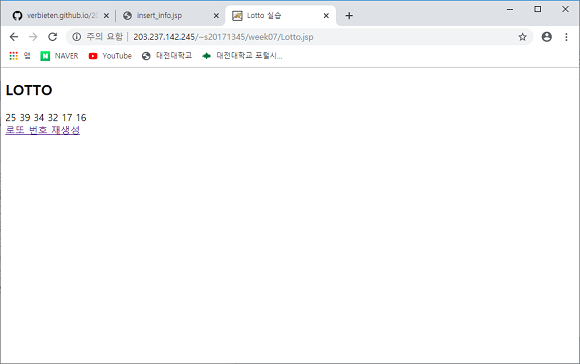 verbieten.github.io/20
insert_info.jsp
Lotto 실습
주의 요함 | 203.237.142.245/~s20171345/week07/Lotto.jsp
앱 NAVER YouTube 대전대학교 대전대학교 포털시...
LOTTO
25 39 34 32 17 16
로또 번호 재생성